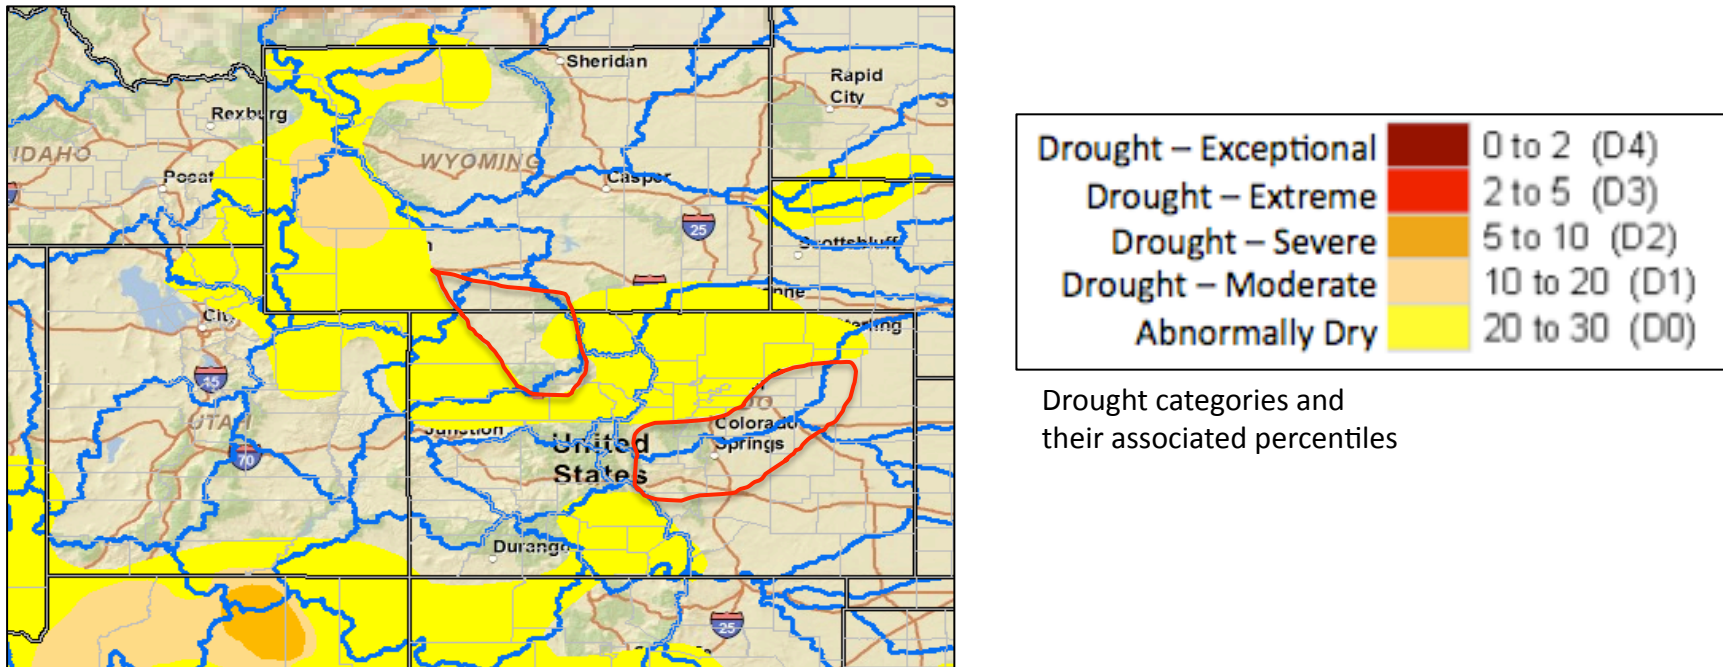 Sheridan
Rapid
City
Rexburg
IDAHO
WYOMING
Casper
25
City
15
UTAH
70
United
States
Colorado
Springs
Durango
25
Drought – Exceptional 0 to 2 (D4)
Drought – Extreme 2 to 5 (D3)
Drought – Severe 5 to 10 (D2)
Drought – Moderate 10 to 20 (D1)
Abnormally Dry 20 to 30 (D0)
Drought categories and
their associated percentiles